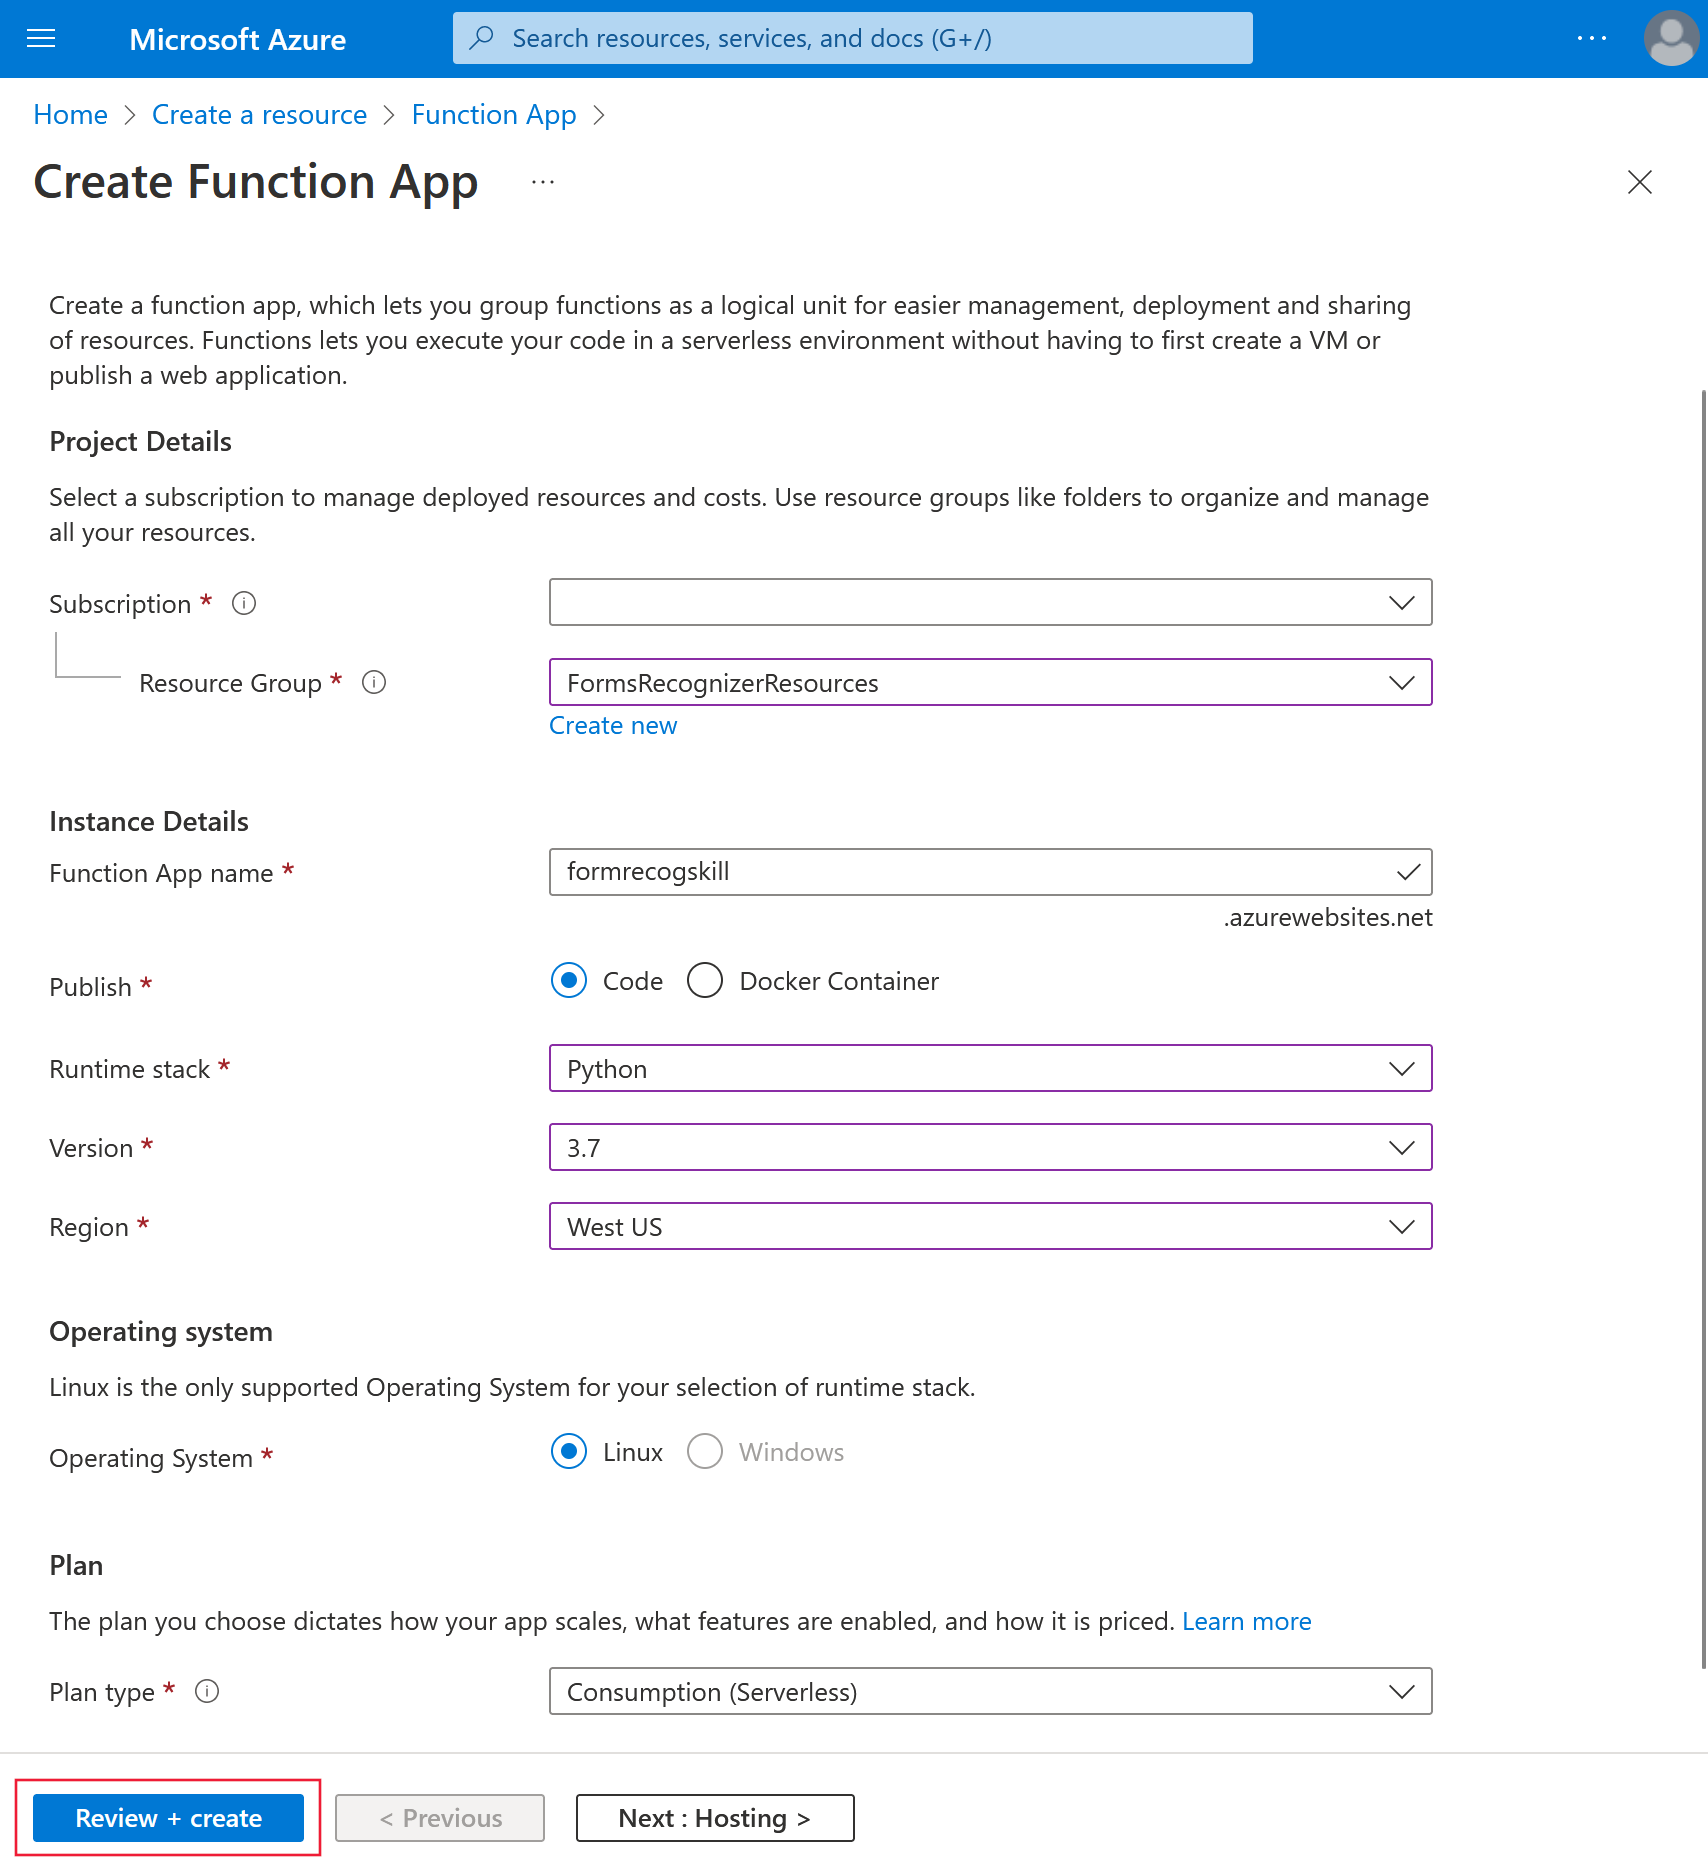 Microsoft Azure
Search resources, services, and docs (G+/)
Home > Create a resource > Function App >
Create Function App ...
Create a function app, which lets you group functions as a logical unit for easier management, deployment and sharing
of resources. Functions lets you execute your code in a serverless environment without having to first create a VM or
publish a web application.
Project Details
Select a subscription to manage deployed resources and costs. Use resource groups like folders to organize and manage
all your resources.
Subscription *
Resource Group *
FormsRecognizerResources
Create new
Instance Details
Function App name *
formrecogskill
.azurewebsites.net
Publish *
Code Docker Container
Runtime stack *
Python
Version *
3.7
Region *
West US
Operating system
Linux is the only supported Operating System for your selection of runtime stack.
Operating System *
Linux Windows
Plan
The plan you choose dictates how your app scales, what features are enabled, and how it is priced. Learn more
Plan type *
Consumption (Serverless)
Review + create
< Previous
Next : Hosting >